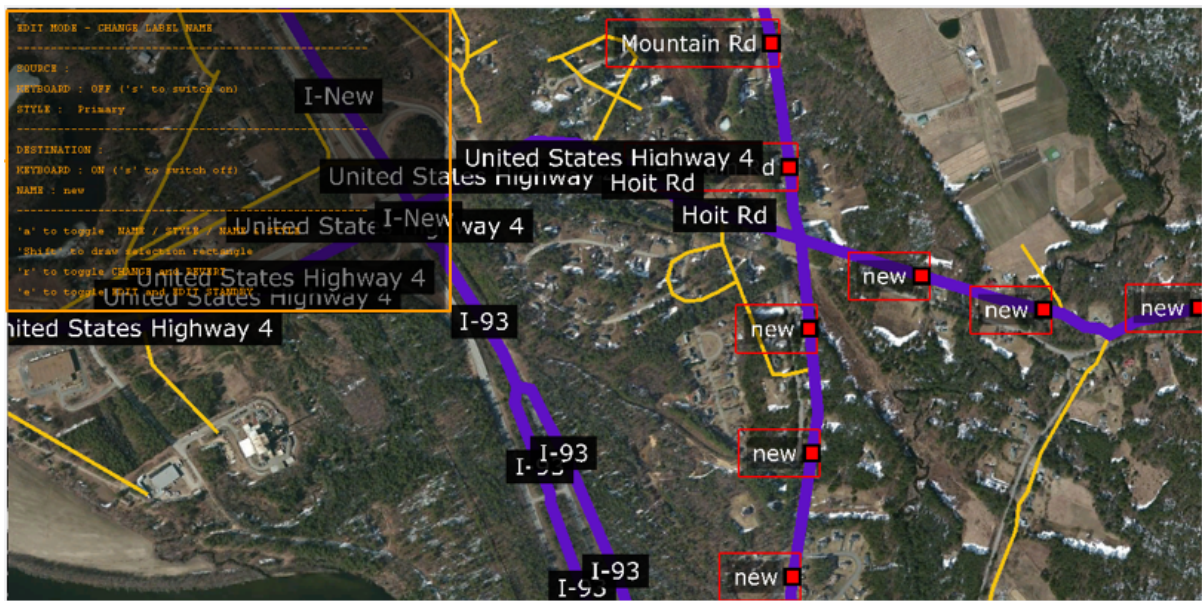 EDIT MODE - CHANGE LABEL NAME
SOURCE :
KEYBOARD : OFF ('s' to switch on)
STYLE : Primary
DESTINATION :
KEYBOARD : ON ('s' to switch off)
NAME : new
'a' to toggle NAME / STYLE / NAME & STYLE
'Shift' to draw selection rectangle
'r' to toggle CHANGE and REVERT
'e' to toggle EDIT and EDIT STANDBY
Mountain Rd
I-New
United States Highway 4
d
United States Highway
Hoit Rd
Hoit Rd
I-New
United States Highway 4
new
United States Highway 4
United States Highway 4
new
new
I-93
new
nited States Highway 4
new
I-93
I-93
I-93
new
I-93